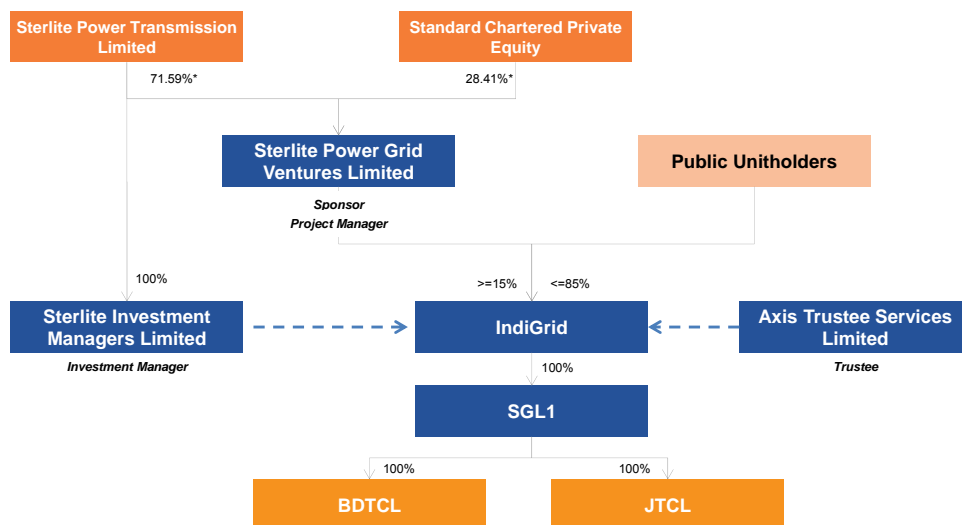 Sterlite Power Transmission
Limited
Standard Chartered Private
Equity
71.59%*
28.41%*
Sterlite Power Grid
Ventures Limited
Public Unitholders
Sponsor
Project Manager
100%
>=15%
<=85%
Sterlite Investment
Managers Limited
IndiGrid
Axis Trustee Services
Limited
Investment Manager
100%
Trustee
SGL1
100%
100%
BDTCL
JTCL